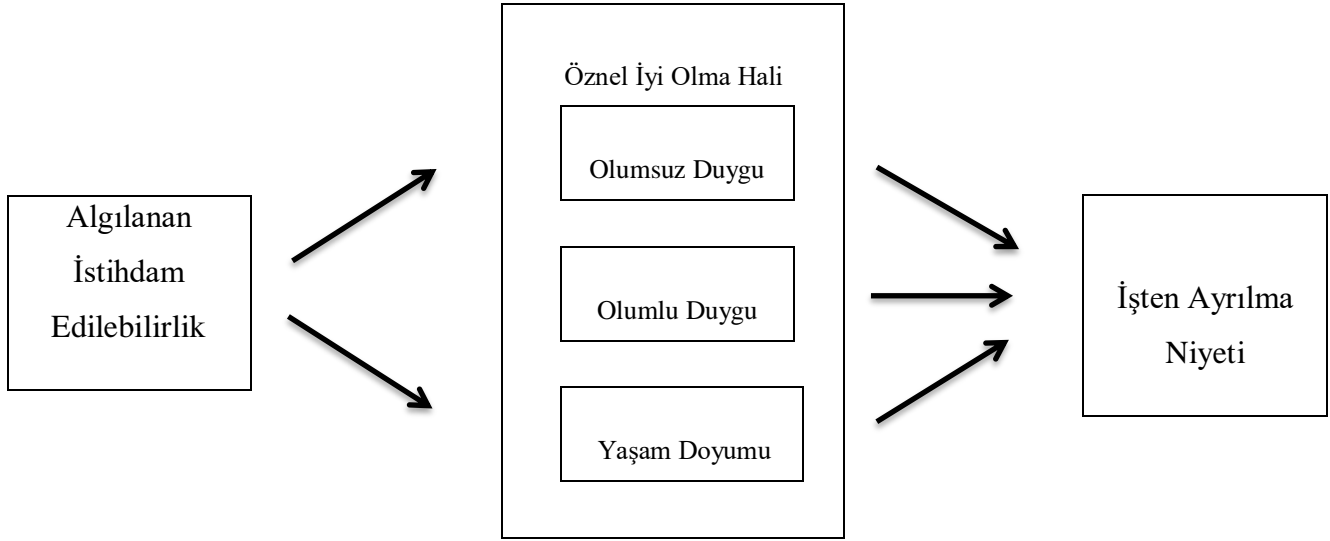 Algılanan
İstihdam
Edilebilirlik
Öznel İyi Olma Hali
Olumsuz Duygu
Olumlu Duygu
Yaşam Doyumu
İşten Ayrılma
Niyeti